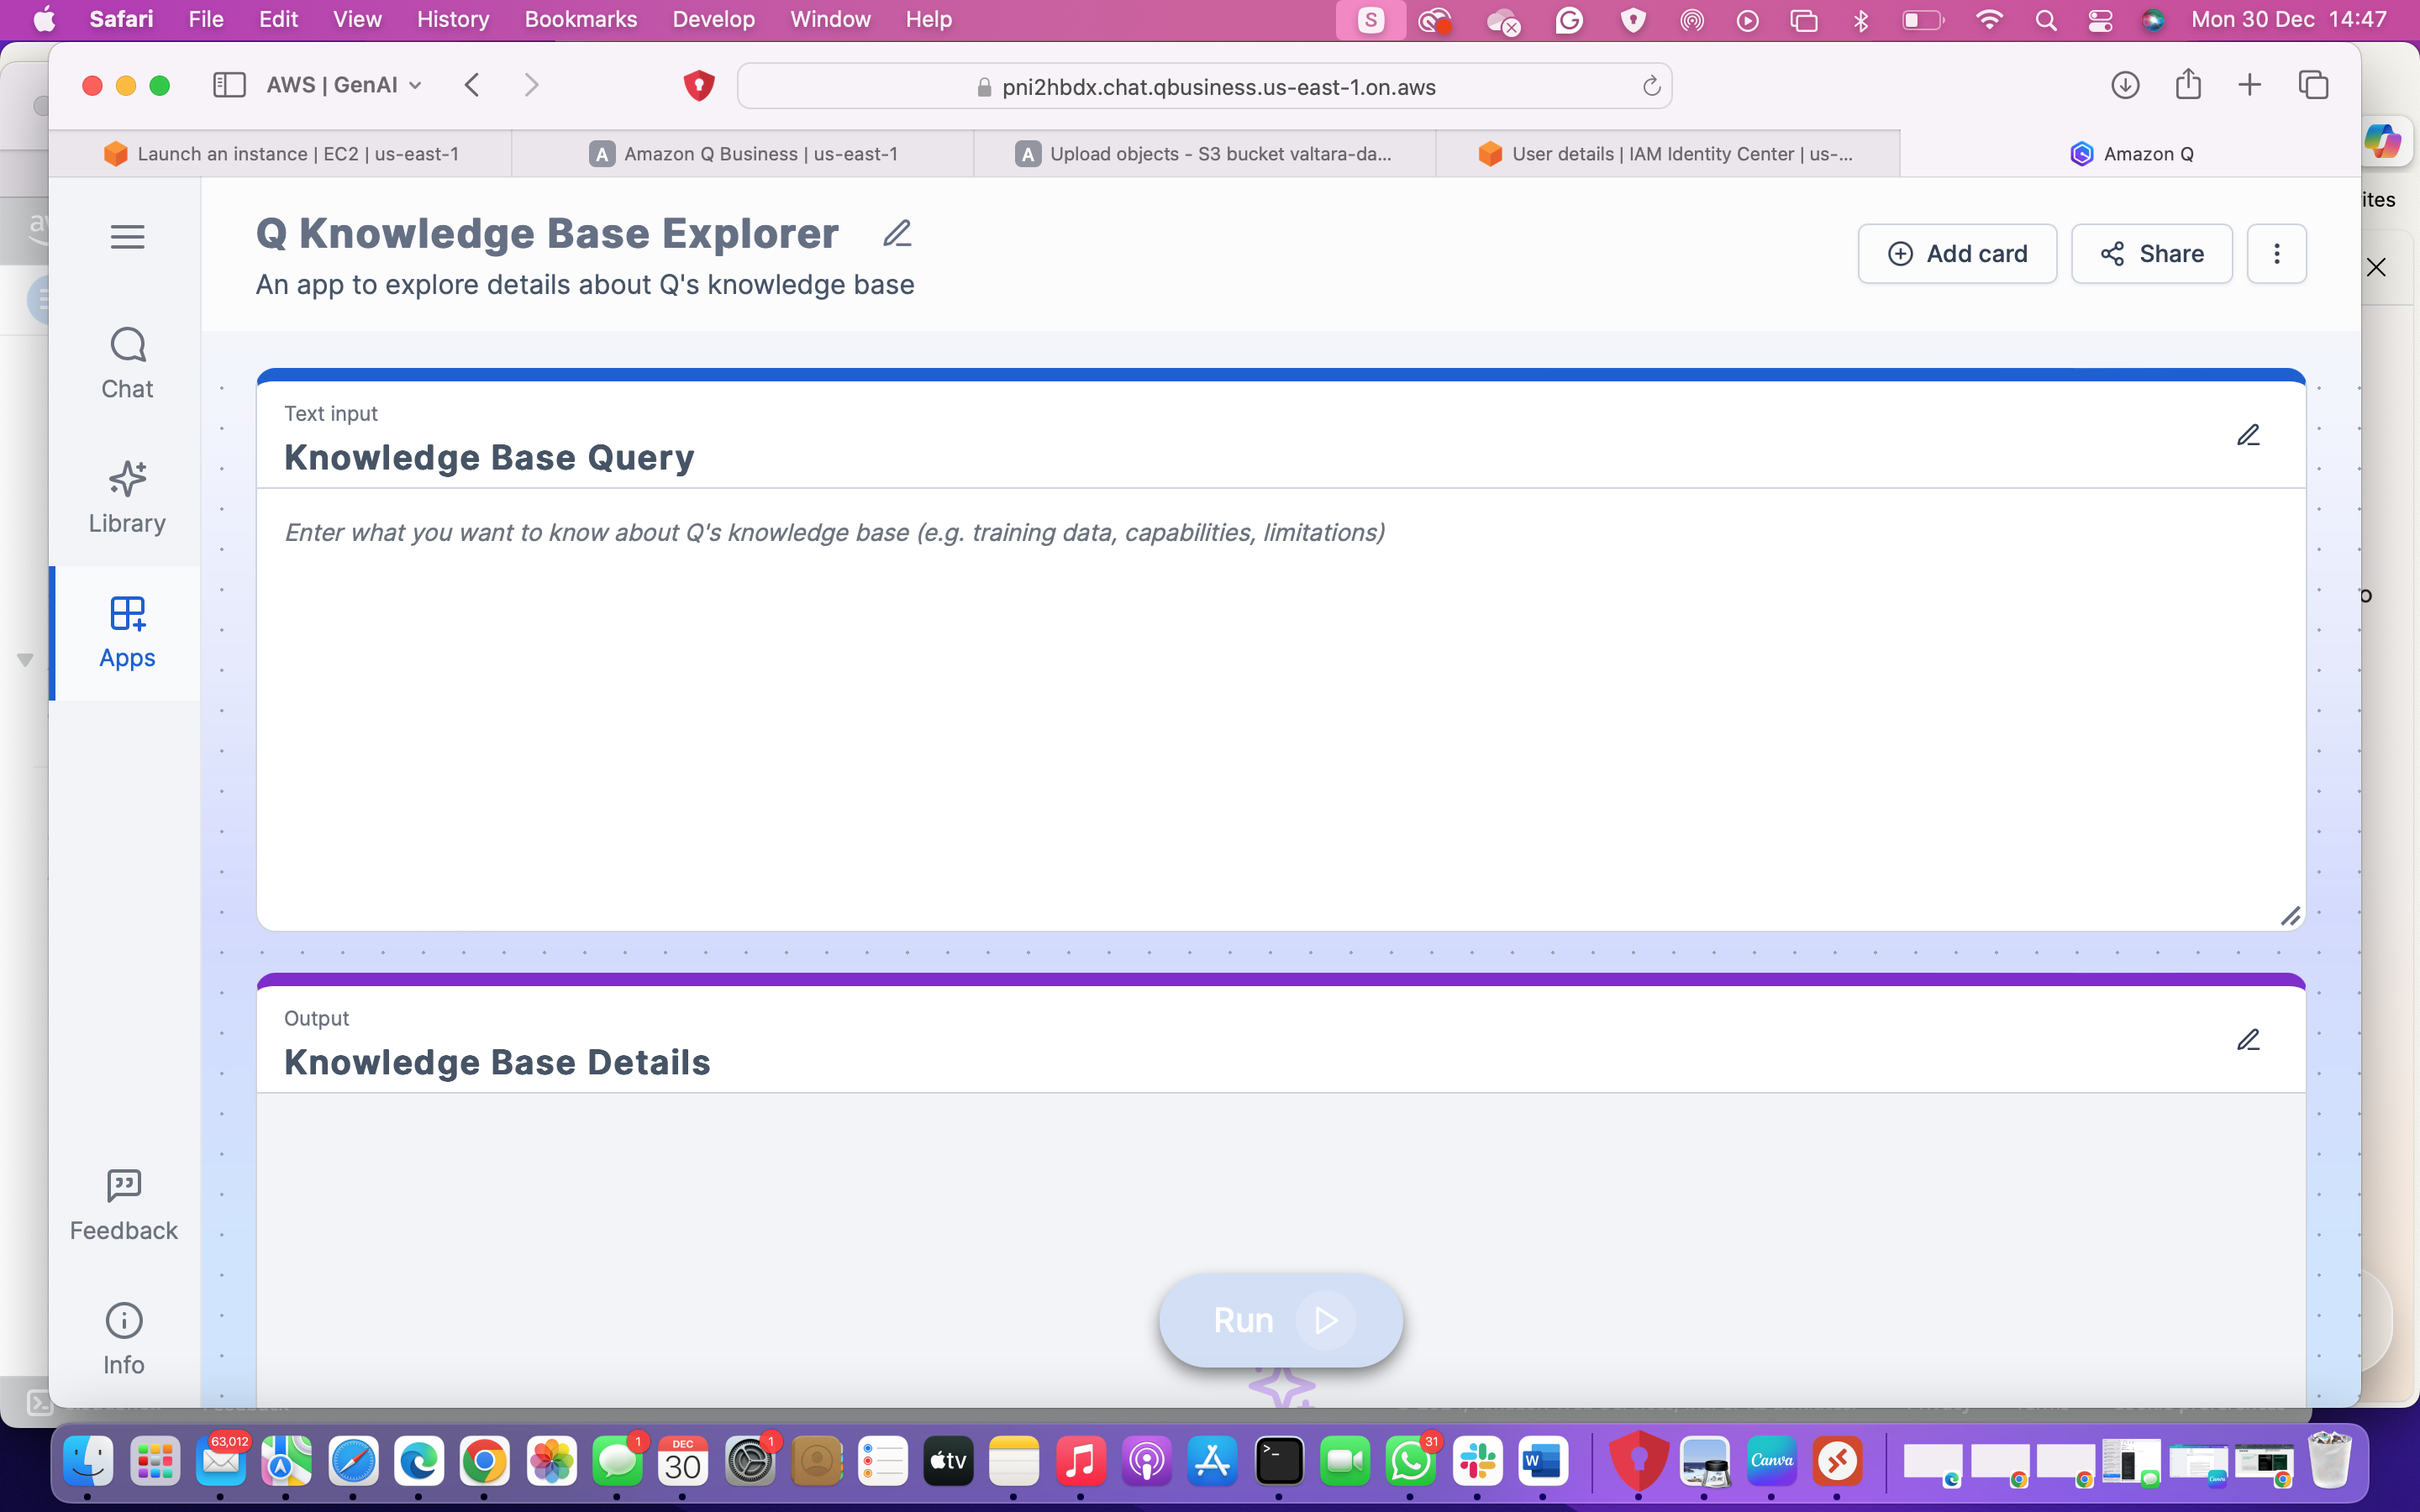 Safari File Edit View History Bookmarks Develop Window Help S Mon 30 Dec 14:47
AWS | GenAI pni2hbdx.chat.qbusiness.us-east-1.on.aws
Launch an instance | EC2 | us-east-1 A Amazon Q Business | us-east-1 A Upload objects - S3 bucket valtara-da... User details | IAM Identity Center | us-... Amazon Q
ites
Q Knowledge Base Explorer
Add card Share
An app to explore details about Q's knowledge base
Chat
Library
Apps
Feedback
Info
Text input
Knowledge Base Query
Enter what you want to know about Q's knowledge base (e.g. training data, capabilities, limitations)
Output
Knowledge Base Details
Run
63,012
1
DEC
30
1
tv
31
W
Canva